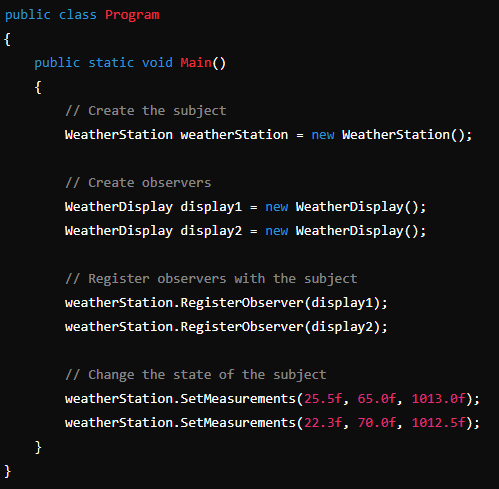 public class Program
{
    public static void Main()
    {
        // Create the subject
        WeatherStation weatherStation = new WeatherStation();

        // Create observers
        WeatherDisplay display1 = new WeatherDisplay();
        WeatherDisplay display2 = new WeatherDisplay();

        // Register observers with the subject
        weatherStation.RegisterObserver(display1);
        weatherStation.RegisterObserver(display2);

        // Change the state of the subject
        weatherStation.SetMeasurements(25.5f, 65.0f, 1013.0f);
        weatherStation.SetMeasurements(22.3f, 70.0f, 1012.5f);
    }
}